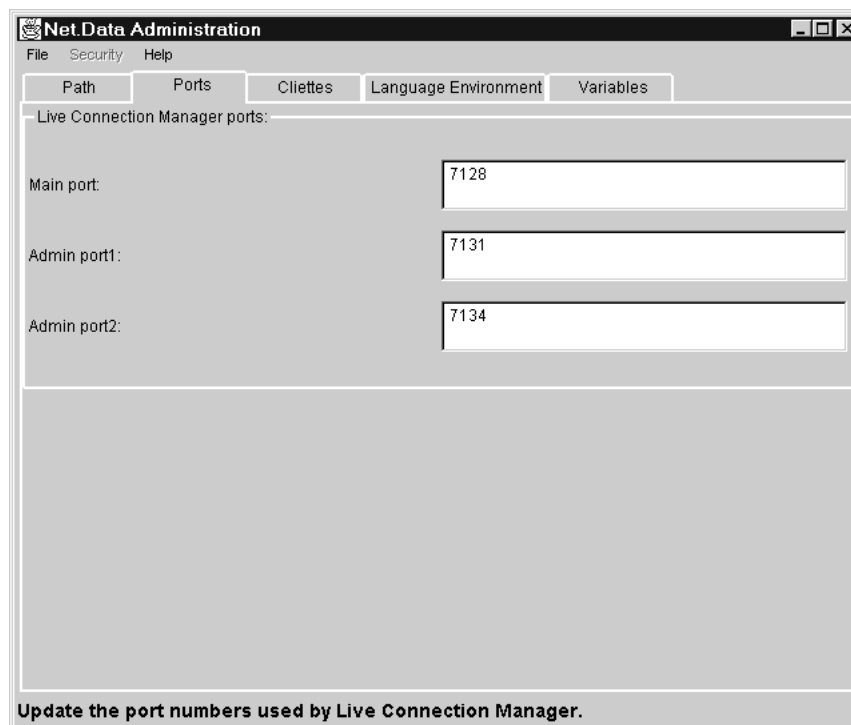 Net.Data Administration
File Security Help
Path Ports Cliettes Language Environment Variables
Live Connection Manager ports:
Main port: 7128
Admin port1: 7131
Admin port2: 7134
Update the port numbers used by Live Connection Manager.